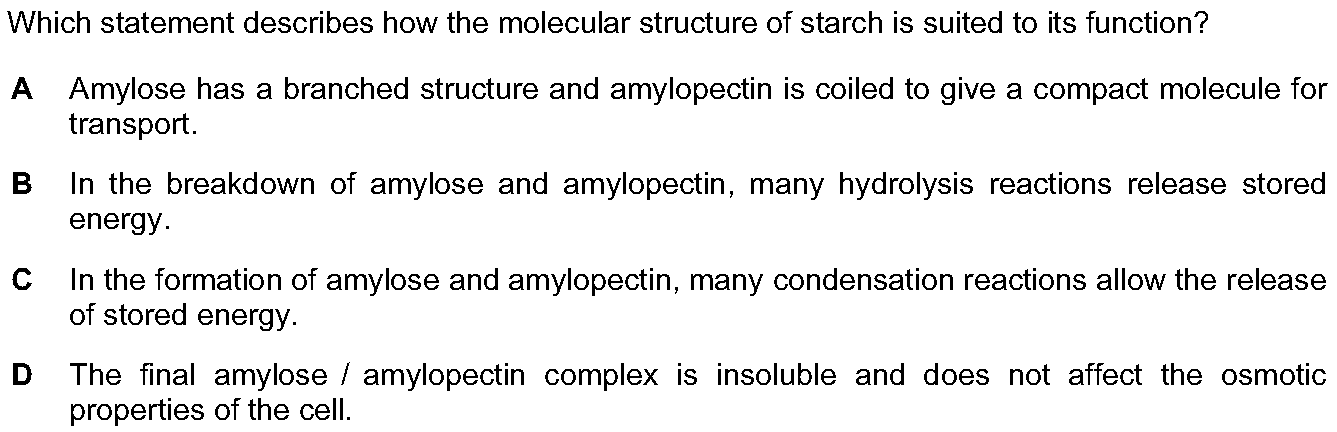 Which statement describes how the molecular structure of starch is suited to its function?
A Amylose has a branched structure and amylopectin is coiled to give a compact molecule for
transport.
B In the breakdown of amylose and amylopectin, many hydrolysis reactions release stored
energy.
C In the formation of amylose and amylopectin, many condensation reactions allow the release
of stored energy.
D The final amylose / amylopectin complex is insoluble and does not affect the osmotic
properties of the cell.